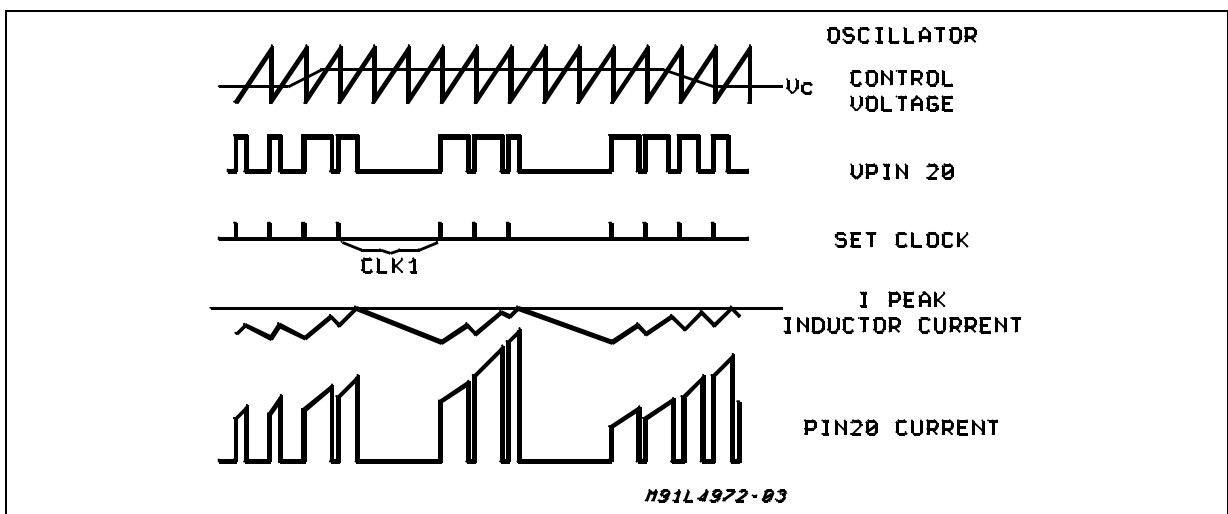 OSCILLATOR
Vc
CONTROL
VOLTAGE
VPIN 20
SET CLOCK
CLK1
I PEAK
INDUCTOR CURRENT
PIN20 CURRENT
M91L4972-03